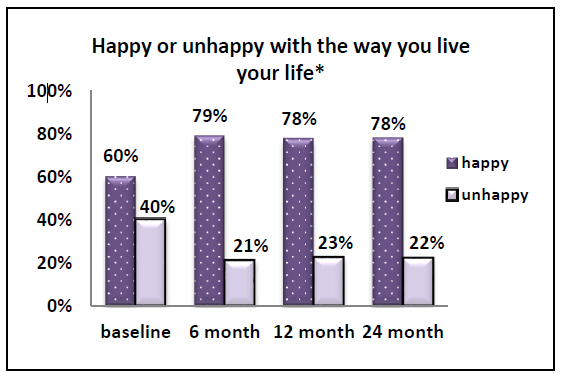 Happy or unhappy with the way you live
your life*
100%
80%
60%
40%
20%
0%
60%
40%
79%
21%
78%
23%
78%
22%
baseline 6 month 12 month 24 month
happy
unhappy